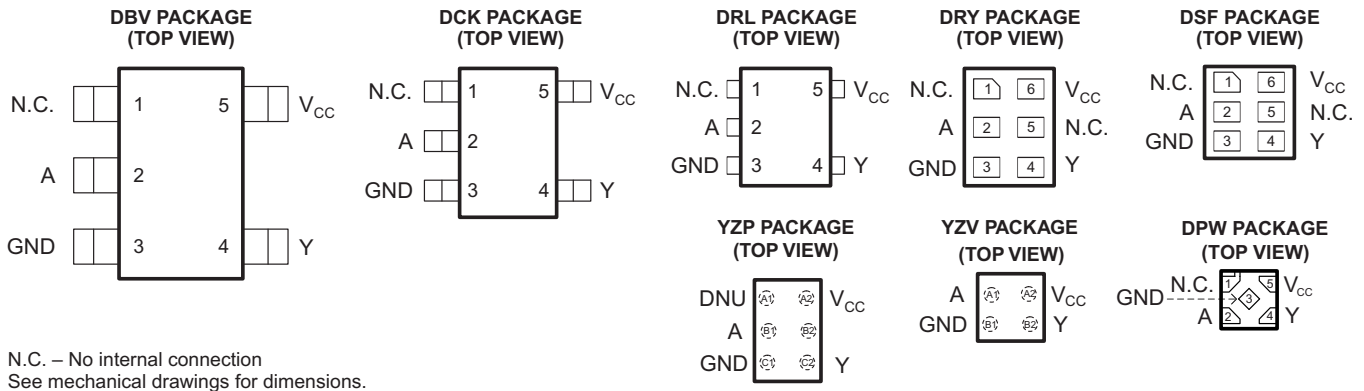 DBV PACKAGE
(TOP VIEW)
N.C. 1 5 VCC
A 2
GND 3 4 Y
DCK PACKAGE
(TOP VIEW)
N.C. 1 5 VCC
A 2
GND 3 4 Y
DRL PACKAGE
(TOP VIEW)
N.C. 1 5 VCC
A 2
GND 3 4 Y
DRY PACKAGE
(TOP VIEW)
N.C. 1 6 VCC
A 2 5 N.C.
GND 3 4 Y
DSF PACKAGE
(TOP VIEW)
N.C. 1 6 VCC
A 2 5 N.C.
GND 3 4 Y
YZP PACKAGE
(TOP VIEW)
DNU A1 A2 VCC
A B1 B2
GND C1 C2 Y
YZV PACKAGE
(TOP VIEW)
A A1 A2 VCC
GND B1 B2 Y
DPW PACKAGE
(TOP VIEW)
N.C. 1 5 VCC
GND 3
A 2 4 Y
N.C. – No internal connection
See mechanical drawings for dimensions.